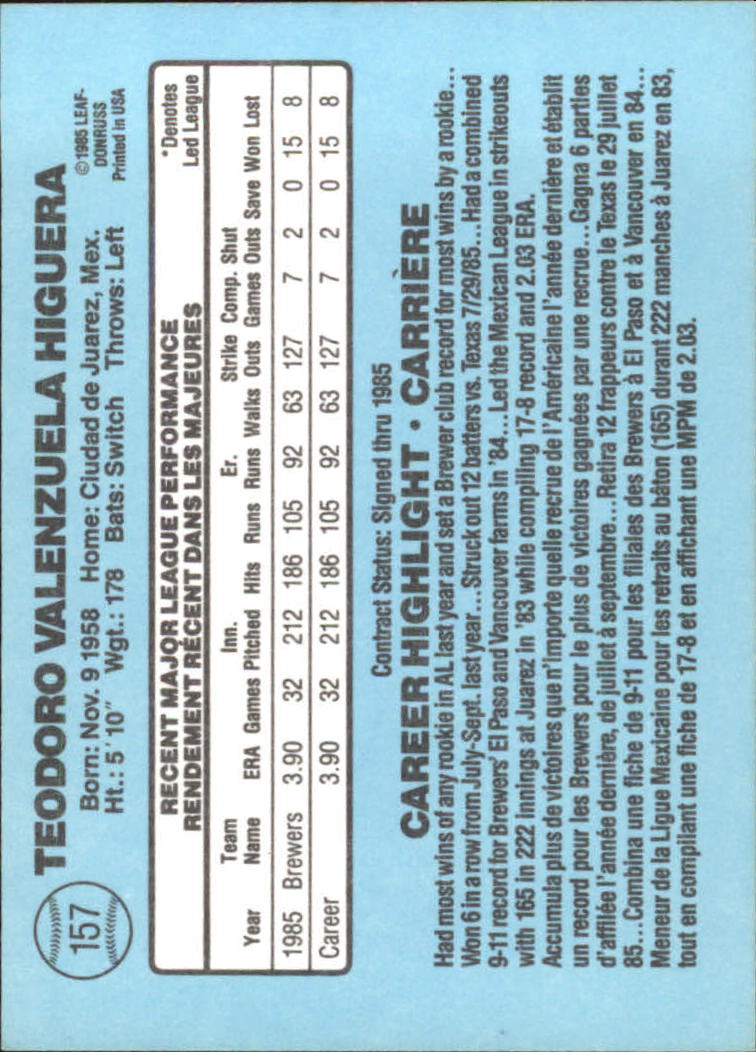 157
TEODORO VALENZUELA HIGUERA
Born: Nov. 9 1958 Home: Ciudad de Juarez, Mex.
Ht.: 5'10" Wgt.: 178 Bats: Switch Throws: Left
©1985 LEAF-
DONRUSS
Printed in USA
RECENT MAJOR LEAGUE PERFORMANCE
RENDEMENT RÉCENT DANS LES MAJEURES
*Denotes
Led League
Team Inn. Er. Strike Comp. Shut
Year Name ERA Games Pitched Hits Runs Runs Walks Outs Games Outs Save Won Lost
1985 Brewers 3.90 32 212 186 105 92 63 127 7 2 0 15 8
Career 3.90 32 212 186 105 92 63 127 7 2 0 15 8
Contract Status: Signed thru 1985
CAREER HIGHLIGHT • CARRIÈRE
Had most wins of any rookie in AL last year and set a Brewer club record for most wins by a rookie...
Won 6 in a row from July-Sept. last year...Struck out 12 batters vs. Texas 7/29/85...Had a combined
9-11 record for Brewers' El Paso and Vancouver farms in '84...Led the Mexican League in strikeouts
with 165 in 222 innings at Juarez in '83 while compiling 17-8 record and 2.03 ERA.
Accumula plus de victoires que n'importe quelle recrue de l'Américaine l'année dernière et établit
un record pour les Brewers pour le plus de victoires gagnées par une recrue...Gagna 6 parties
d'affilée l'année dernière, de juillet à septembre...Retira 12 frappeurs contre le Texas le 29 juillet
85...Combina une fiche de 9-11 pour les filiales des Brewers à El Paso et à Vancouver en 84...
Meneur de la Ligue Mexicaine pour les retraits au bâton (165) durant 222 manches à Juarez en 83,
tout en compilant une fiche de 17-8 et en affichant une MPM de 2.03.